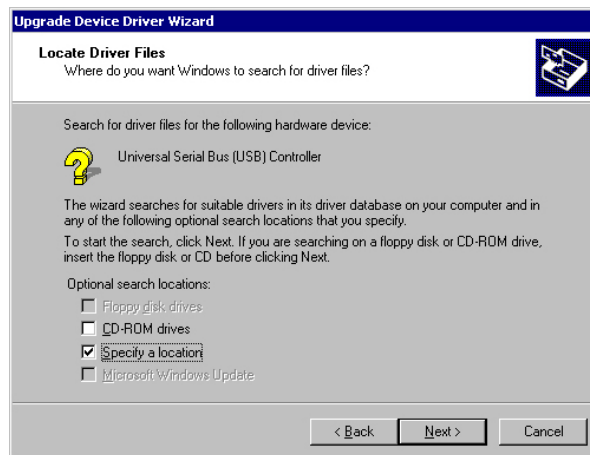 Upgrade Device Driver Wizard
Locate Driver Files
Where do you want Windows to search for driver files?
Search for driver files for the following hardware device:
Universal Serial Bus (USB) Controller
The wizard searches for suitable drivers in its driver database on your computer and in
any of the following optional search locations that you specify.
To start the search, click Next. If you are searching on a floppy disk or CD-ROM drive,
insert the floppy disk or CD before clicking Next.
Optional search locations:
Floppy disk drives
CD-ROM drives
Specify a location
Microsoft Windows Update
< Back Next > Cancel